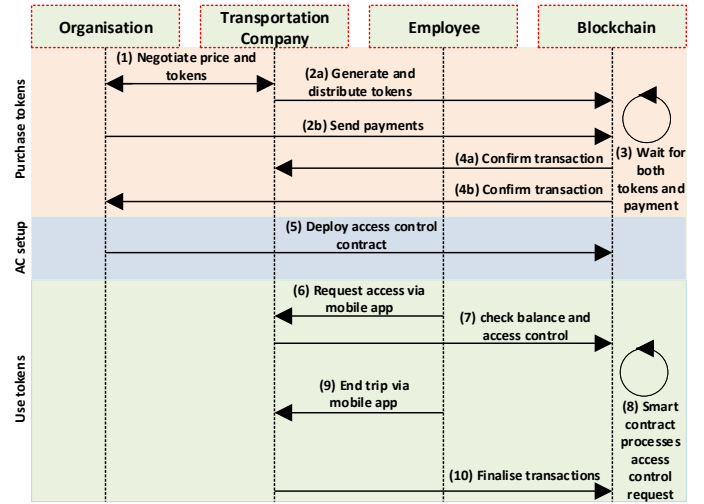 Organisation
Transportation
Company
Employee
Blockchain
Purchase tokens
(1) Negotiate price and
tokens
(2a) Generate and
distribute tokens
(2b) Send payments
(3) Wait for
both
tokens and
payment
(4a) Confirm transaction
(4b) Confirm transaction
AC setup
(5) Deploy access control
contract
Use tokens
(6) Request access via
mobile app
(7) check balance and
access control
(8) Smart
contract
processes
access
control
request
(9) End trip via
mobile app
(10) Finalise transactions